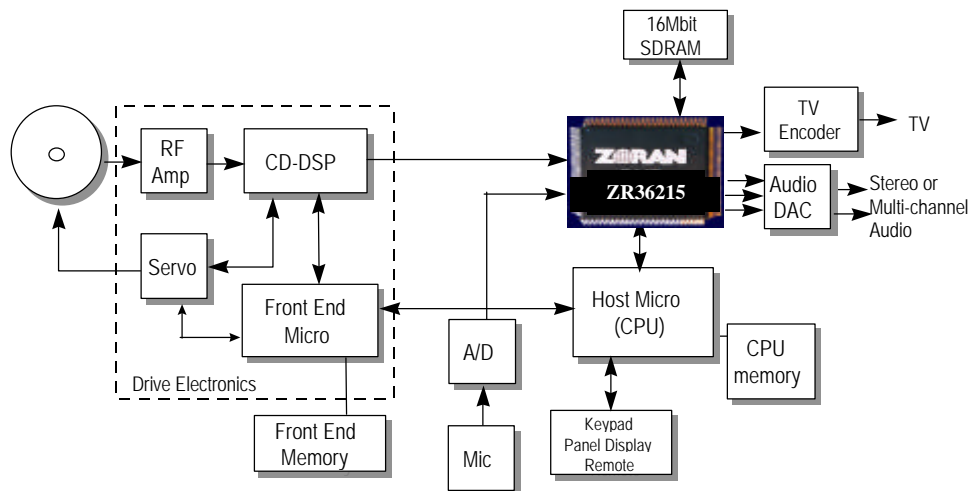 16Mbit
SDRAM
TV
Encoder
TV
RF
Amp
CD-DSP
ZORAN
ZR36215
Audio
DAC
Stereo or
Multi-channel
Audio
Servo
Front End
Micro
Host Micro
(CPU)
A/D
CPU
memory
Drive Electronics
Front End
Memory
Mic
Keypad
Panel Display
Remote